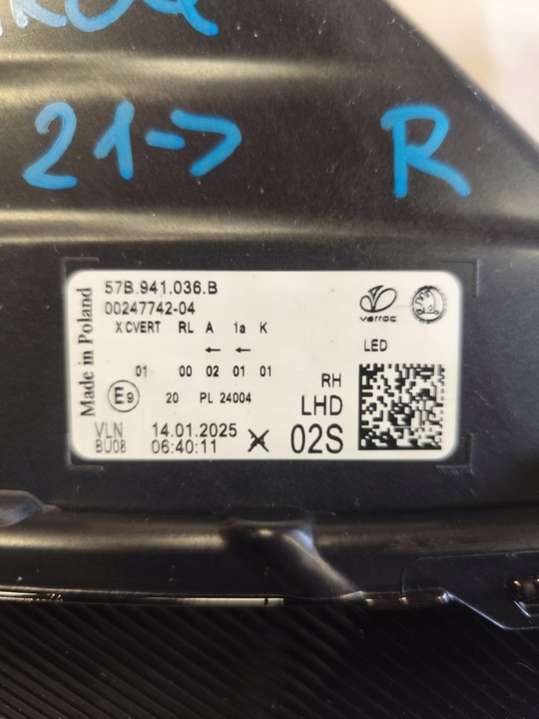 21->
R
57B.941.036.B
00247742-04
varroc
X CVERT RL A 1a K
LED
← ←
01 00 02 01 01
RH
E9
20 PL 24004
LHD
VLN
14.01.2025
02S
BU08
06:40:11
Made in Poland